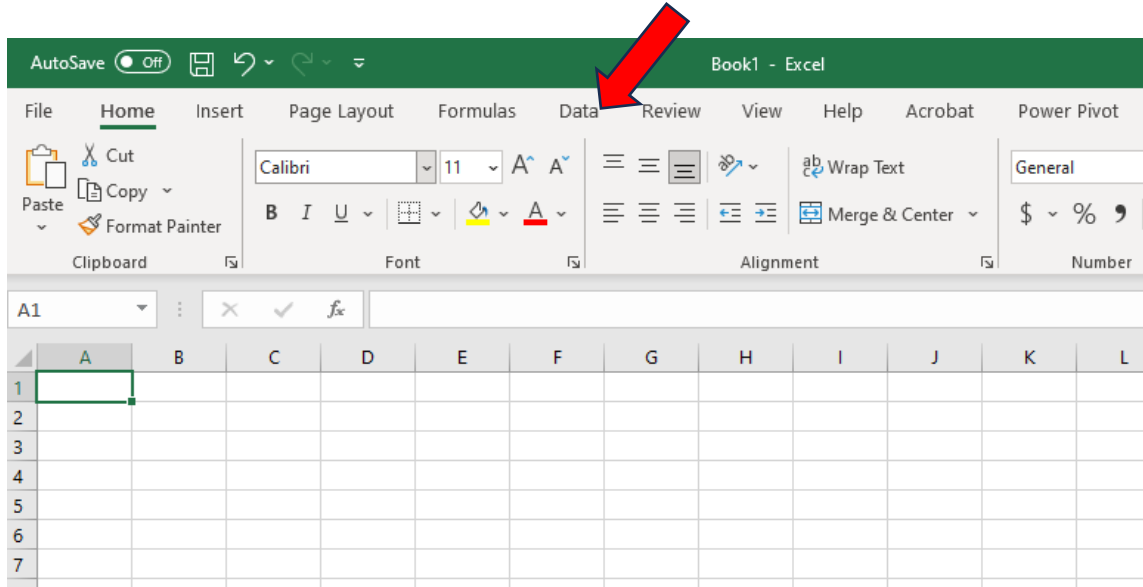 AutoSave Off Book1 - Excel
File Home Insert Page Layout Formulas Data Review View Help Acrobat Power Pivot
Paste
Cut
Copy
Format Painter
Clipboard
Calibri 11 A A
B I U A
Font
ab Wrap Text
Merge & Center
Alignment
General
$ % 9
Number
A1 fx
A B C D E F G H I J K L
1
2
3
4
5
6
7